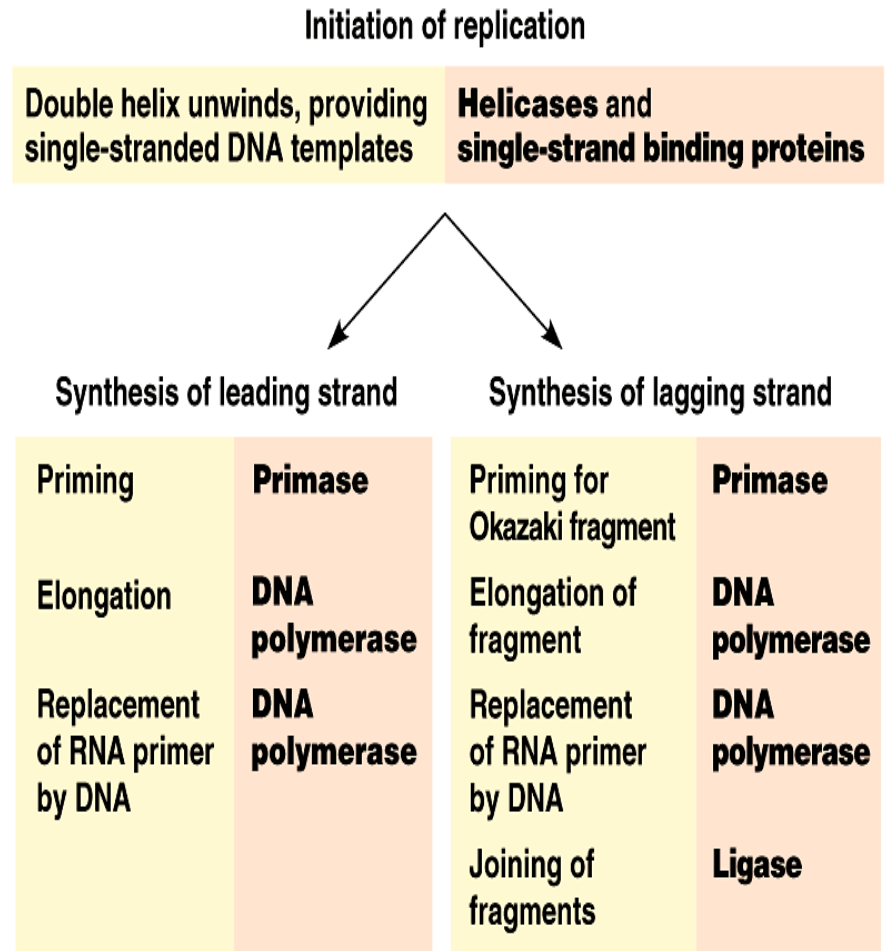 Initiation of replication
Double helix unwinds, providing
single-stranded DNA templates
Helicases and
single-strand binding proteins
Synthesis of leading strand
Priming
Primase
Elongation
DNA
polymerase
Replacement
of RNA primer
by DNA
DNA
polymerase
Synthesis of lagging strand
Priming for
Okazaki fragment
Primase
Elongation of
fragment
DNA
polymerase
Replacement
of RNA primer
by DNA
DNA
polymerase
Joining of
fragments
Ligase